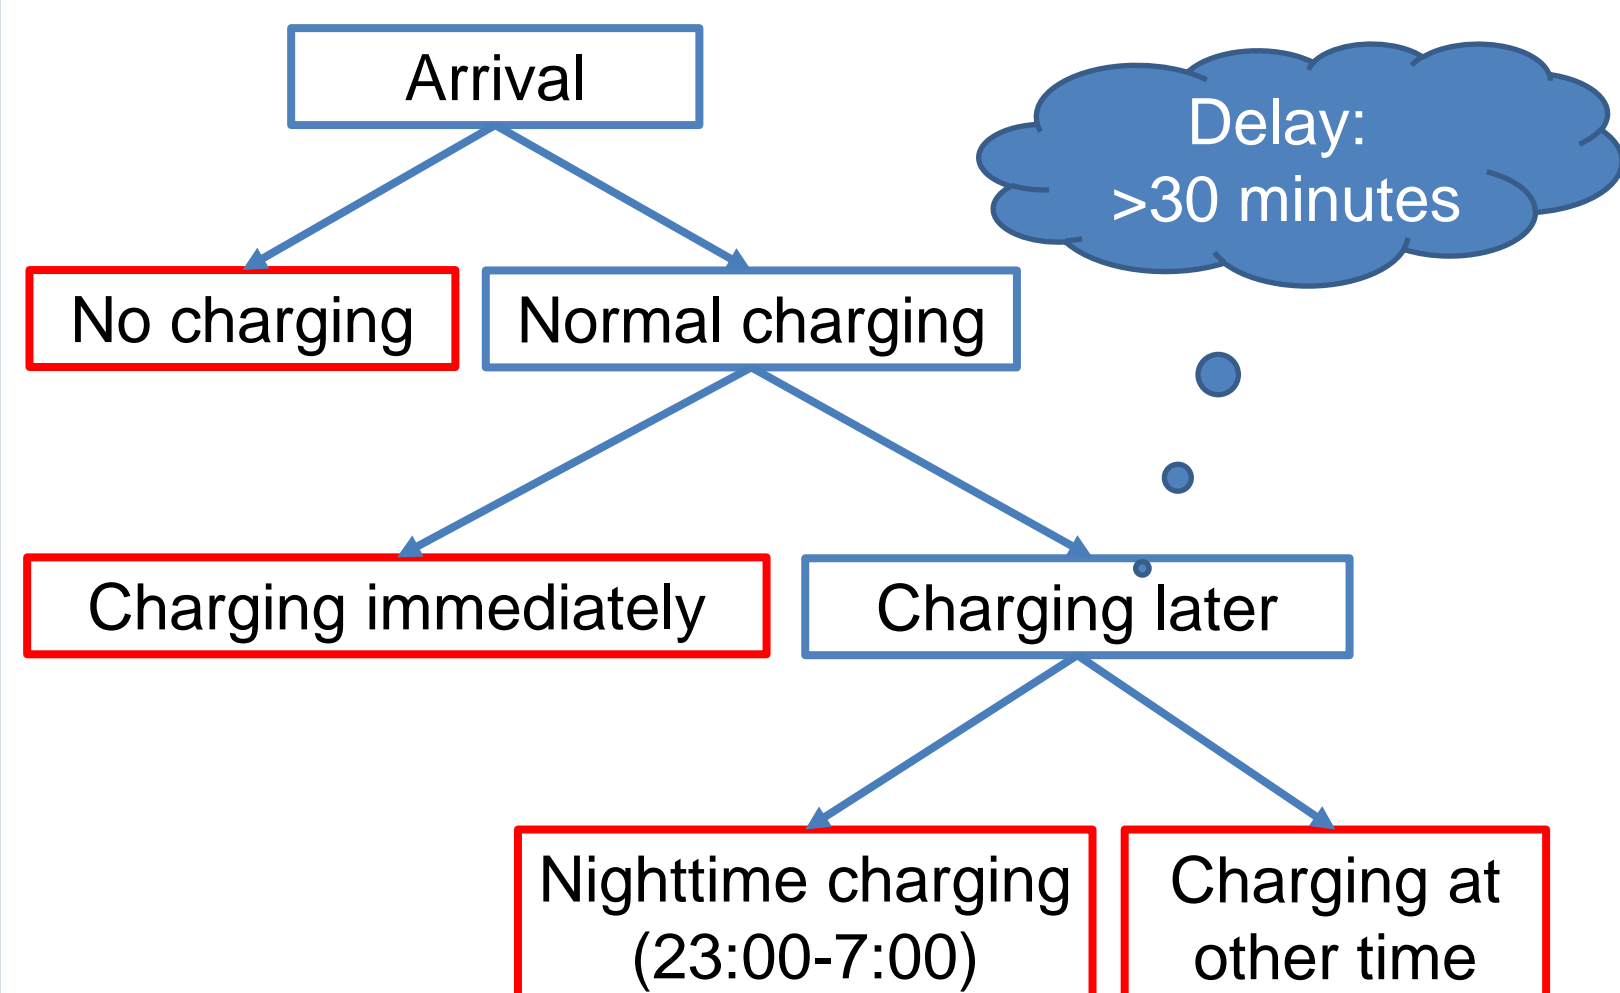 Arrival
Delay:
>30 minutes
No charging
Normal charging
Charging immediately
Charging later
Nighttime charging
(23:00-7:00)
Charging at
other time